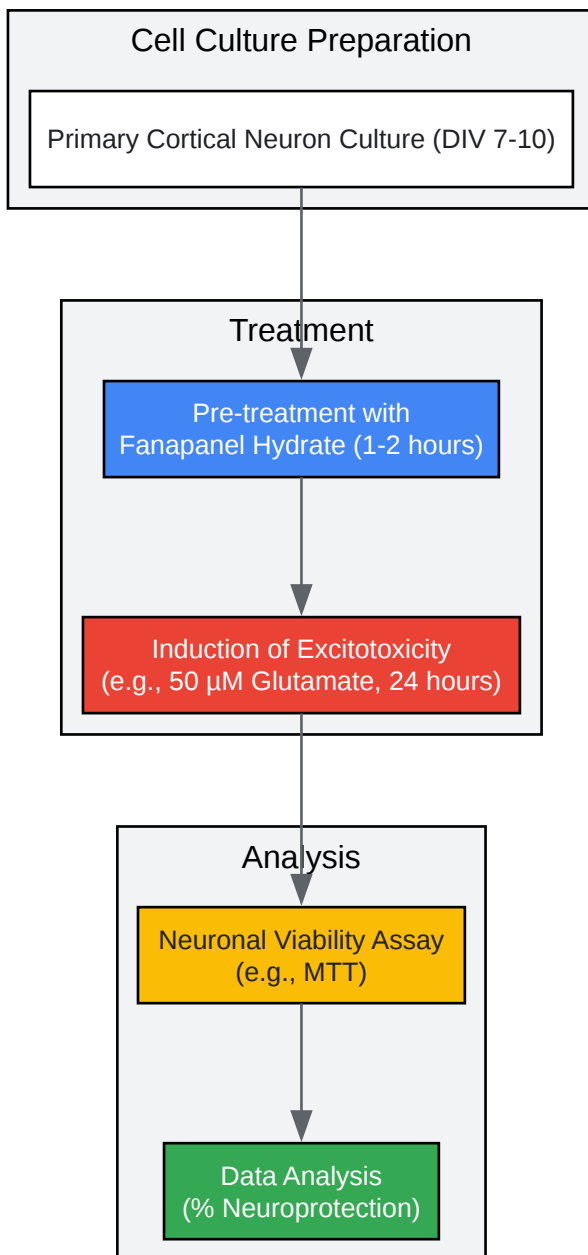 Cell Culture Preparation
Primary Cortical Neuron Culture (DIV 7-10)
Treatment
Pre-treatment with
Fanapanel Hydrate (1-2 hours)
Induction of Excitotoxicity
(e.g., 50 µM Glutamate, 24 hours)
Analysis
Neuronal Viability Assay
(e.g., MTT)
Data Analysis
(% Neuroprotection)